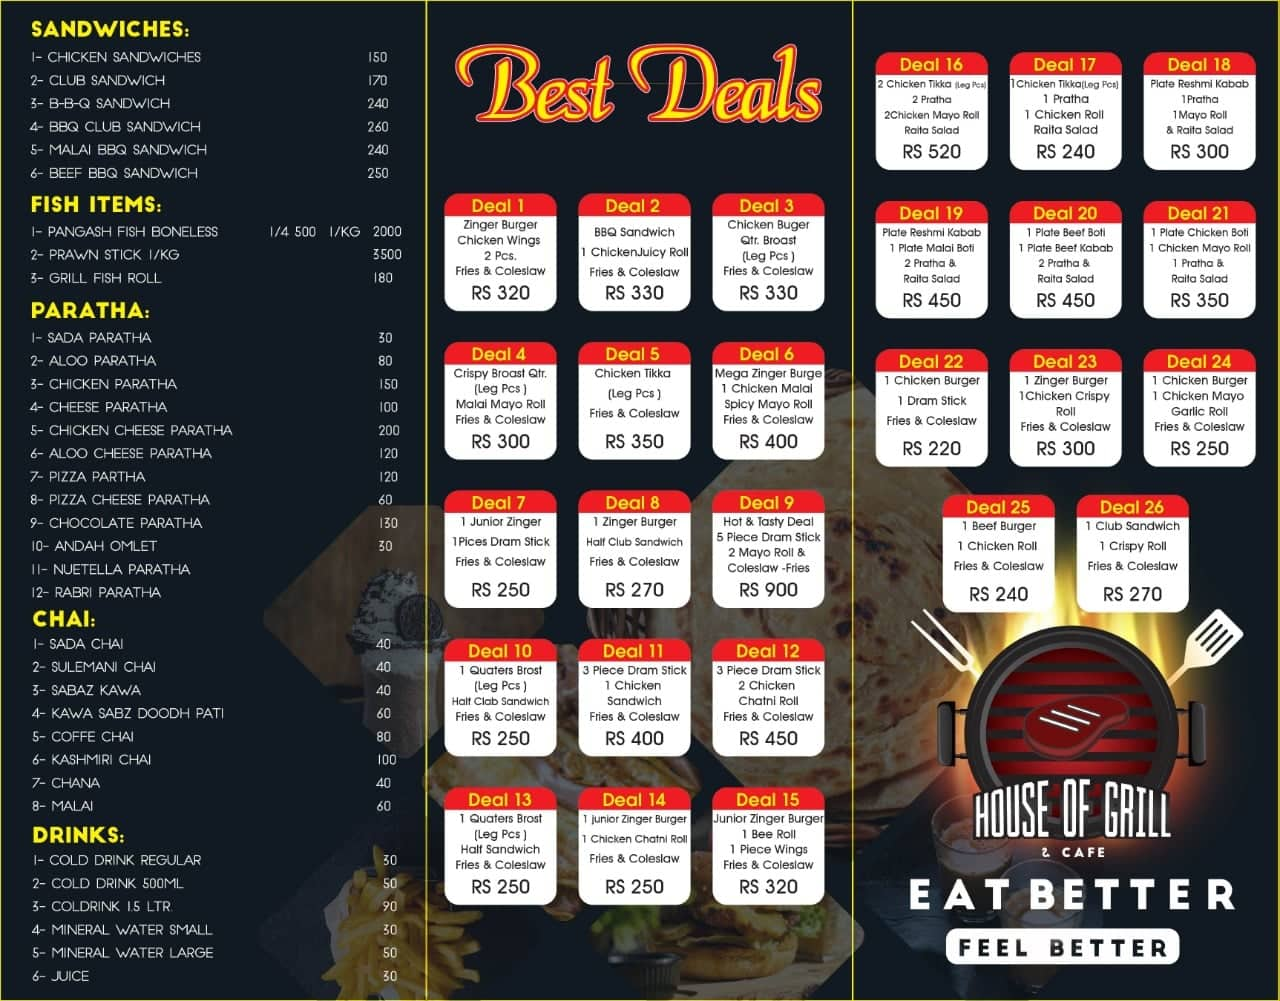 SANDWICHES:
1- CHICKEN SANDWICHES 150
2- CLUB SANDWICH 170
3- B-B-Q SANDWICH 240
4- BBQ CLUB SANDWICH 260
5- MALAI BBQ SANDWICH 240
6- BEEF BBQ SANDWICH 250
FISH ITEMS:
1- PANGASH FISH BONELESS 1/4 500 1/KG 2000
2- PRAWN STICK 1/KG 3500
3- GRILL FISH ROLL 180
PARATHA:
1- SADA PARATHA 30
2- ALOO PARATHA 80
3- CHICKEN PARATHA 150
4- CHEESE PARATHA 100
5- CHICKEN CHEESE PARATHA 200
6- ALOO CHEESE PARATHA 120
7- PIZZA PARTHA 120
8- PIZZA CHEESE PARATHA 60
9- CHOCOLATE PARATHA 130
10- ANDAH OMLET 30
11- NUETELLA PARATHA
12- RABRI PARATHA
CHAI:
1- SADA CHAI 40
2- SULEMANI CHAI 40
3- SABAZ KAWA 40
4- KAWA SABZ DOODH PATI 60
5- COFFE CHAI 80
6- KASHMIRI CHAI 100
7- CHANA 40
8- MALAI 60
DRINKS:
1- COLD DRINK REGULAR 30
2- COLD DRINK 500ML 50
3- COLDRINK 1.5 LTR. 90
4- MINERAL WATER SMALL 30
5- MINERAL WATER LARGE 50
6- JUICE 30
Best Deals
Deal 1
Zinger Burger
Chicken Wings
2 Pcs.
Fries & Coleslaw
RS 320
Deal 2
BBQ Sandwich
1 ChickenJuicy Roll
Fries & Coleslaw
RS 330
Deal 3
Chicken Buger
Qtr. Broast
(Leg Pcs )
Fries & Coleslaw
RS 330
Deal 4
Crispy Broast Qtr.
(Leg Pcs )
Malai Mayo Roll
Fries & Coleslaw
RS 300
Deal 5
Chicken Tikka
(Leg Pcs )
Fries & Coleslaw
RS 350
Deal 6
Mega Zinger Burge
1 Chicken Malai
Spicy Mayo Roll
Fries & Coleslaw
RS 400
Deal 7
1 Junior Zinger
1Pices Dram Stick
Fries & Coleslaw
RS 250
Deal 8
1 Zinger Burger
Half Club Sandwich
Fries & Coleslaw
RS 270
Deal 9
Hot & Tasty Deal
5 Piece Dram Stick
2 Mayo Roll &
Coleslaw -Fries
RS 900
Deal 10
1 Quaters Brost
(Leg Pcs )
Half Clab Sandwich
Fries & Coleslaw
RS 250
Deal 11
3 Piece Dram Stick
1 Chicken
Sandwich
Fries & Coleslaw
RS 400
Deal 12
3 Piece Dram Stick
2 Chicken
Chatni Roll
Fries & Coleslaw
RS 450
Deal 13
1 Quaters Brost
(Leg Pcs )
Half Sandwich
Fries & Coleslaw
RS 250
Deal 14
1 junior Zinger Burger
1 Chicken Chatni Roll
Fries & Coleslaw
RS 250
Deal 15
Junior Zinger Burger
1 Bee Roll
1 Piece Wings
Fries & Coleslaw
RS 320
Deal 16
2 Chicken Tikka (Leg Pcs)
2 Pratha
2Chicken Mayo Roll
Raita Salad
RS 520
Deal 17
1Chicken Tikka(Leg Pcs)
1 Pratha
1 Chicken Roll
Raita Salad
RS 240
Deal 18
Plate Reshmi Kabab
1Pratha
1Mayo Roll
& Raita Salad
RS 300
Deal 19
Plate Reshmi Kabab
1 Plate Malai Boti
2 Pratha &
Raita Salad
RS 450
Deal 20
1 Plate Beef Boti
1 Plate Beef Kabab
2 Pratha &
Raita Salad
RS 450
Deal 21
1 Plate Chicken Boti
1 Chicken Mayo Roll
1 Pratha &
Raita Salad
RS 350
Deal 22
1 Chicken Burger
1 Dram Stick
Fries & Coleslaw
RS 220
Deal 23
1 Zinger Burger
1Chicken Crispy
Roll
Fries & Coleslaw
RS 300
Deal 24
1 Chicken Burger
1 Chicken Mayo
Garlic Roll
Fries & Coleslaw
RS 250
Deal 25
1 Beef Burger
1 Chicken Roll
Fries & Coleslaw
RS 240
Deal 26
1 Club Sandwich
1 Crispy Roll
Fries & Coleslaw
RS 270
HOUSE OF GRILL
& CAFE
EAT BETTER
FEEL BETTER